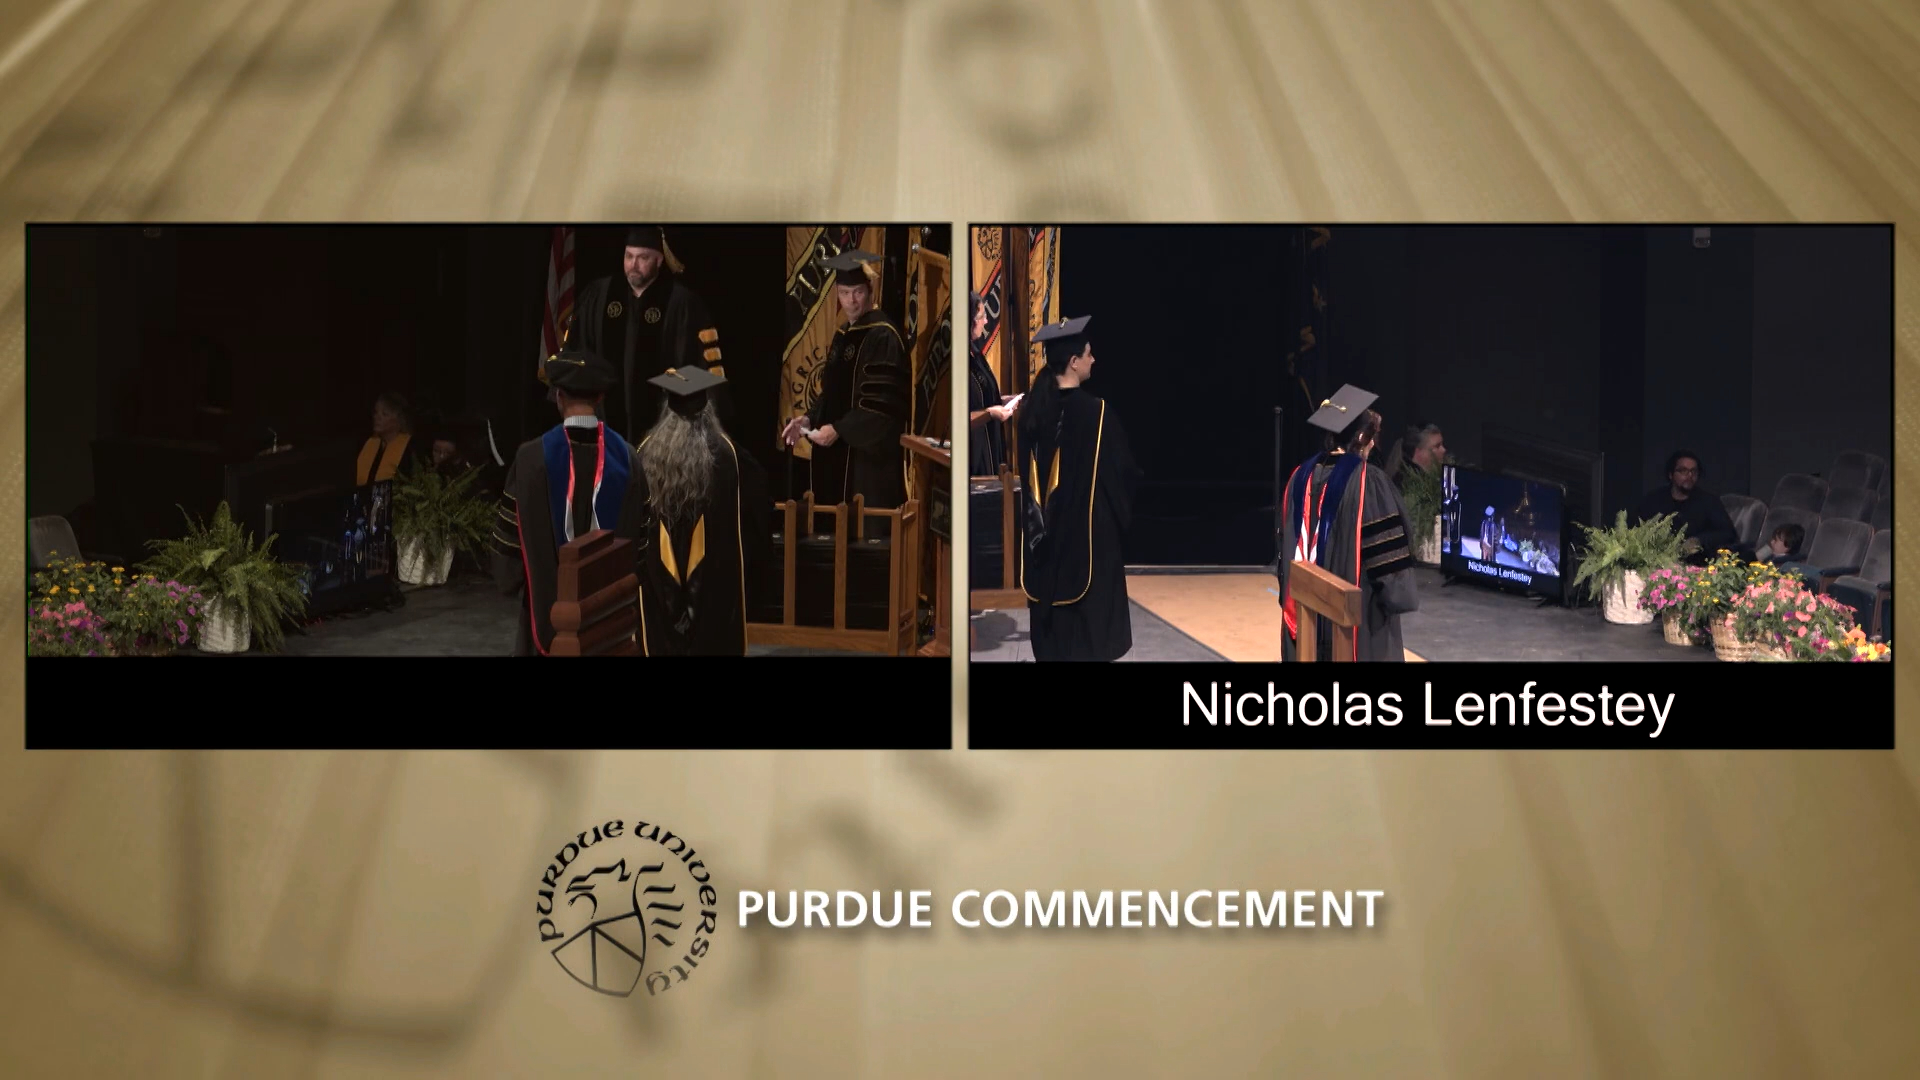 Nicholas Lenfestey
Nicholas Lenfestey
PURDUE UNIVERSITY
PURDUE COMMENCEMENT